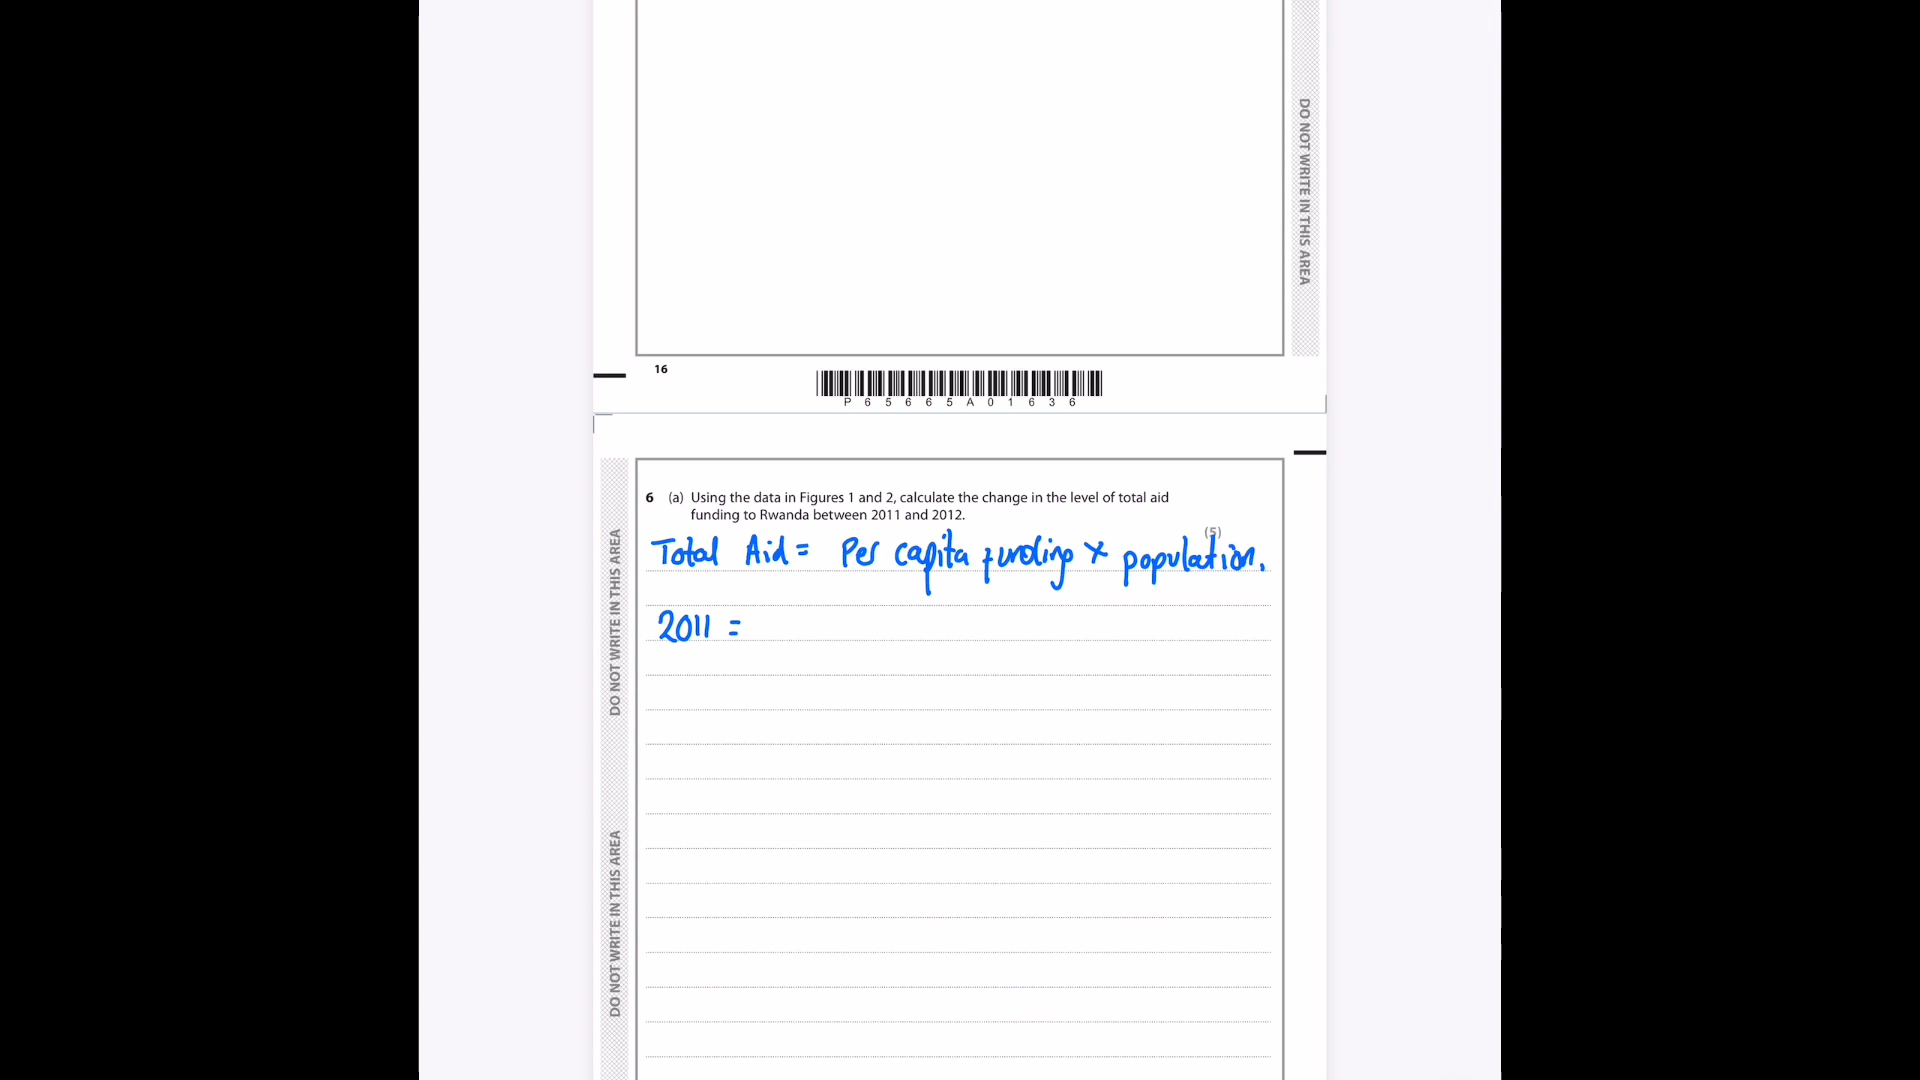 DO NOT WRITE IN THIS AREA
16
P 6 5 6 6 5 A 0 1 6 3 6
6 (a) Using the data in Figures 1 and 2, calculate the change in the level of total aid
funding to Rwanda between 2011 and 2012.
(5)
Total Aid = Per capita funding × population.
2011 =
DO NOT WRITE IN THIS AREA
DO NOT WRITE IN THIS AREA